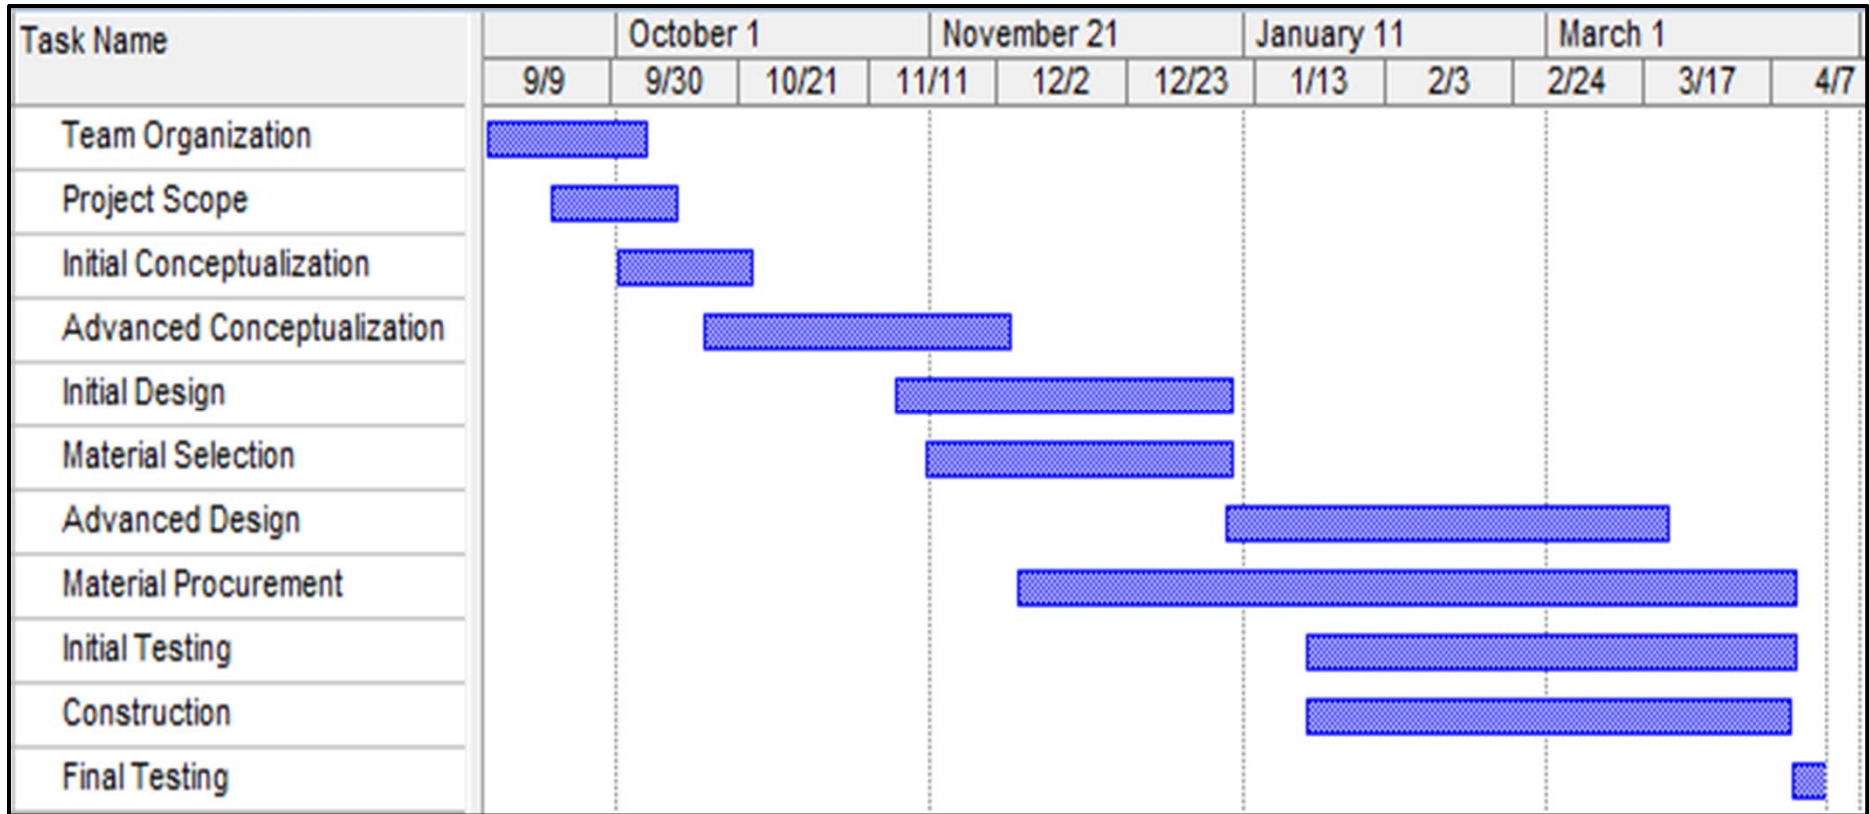 Task Name
October 1 November 21 January 11 March 1
9/9 9/30 10/21 11/11 12/2 12/23 1/13 2/3 2/24 3/17 4/7
Team Organization
Project Scope
Initial Conceptualization
Advanced Conceptualization
Initial Design
Material Selection
Advanced Design
Material Procurement
Initial Testing
Construction
Final Testing